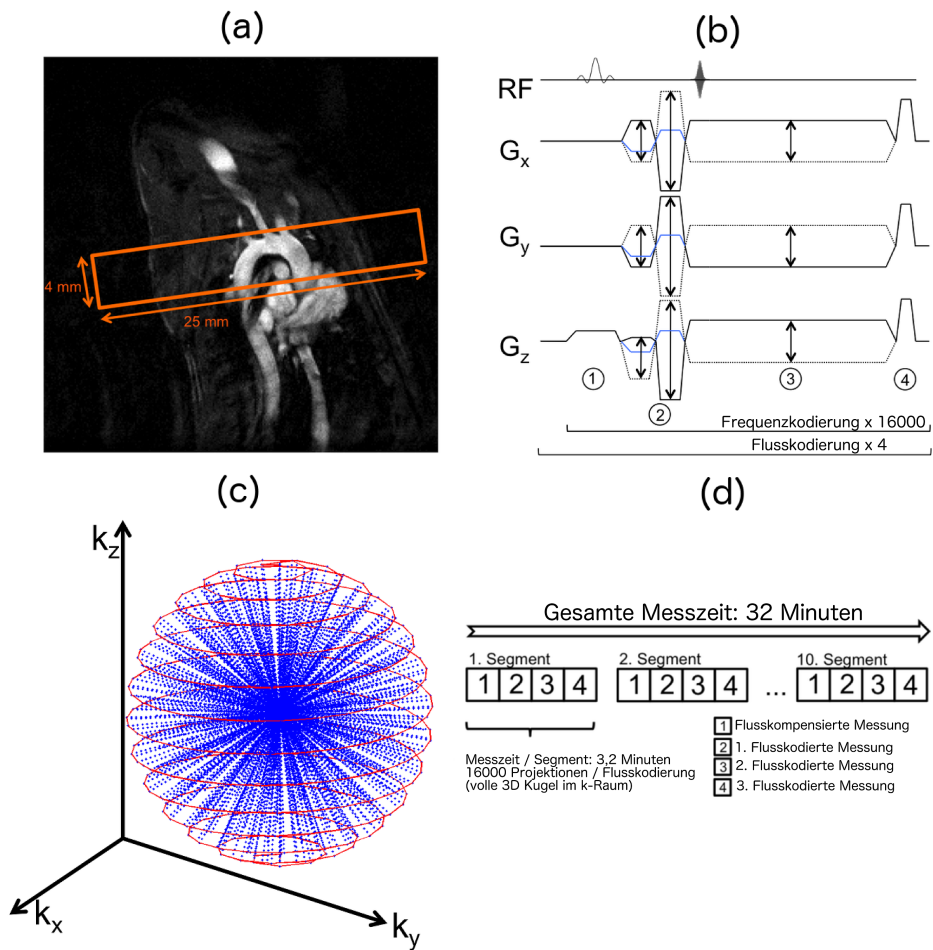 (a)
4 mm
25 mm
(b)
RF
Gx
Gy
Gz
1
2
3
4
Frequenzkodierung x 16000
Flusskodierung x 4
(c)
kz
kx
ky
(d)
Gesamte Messzeit: 32 Minuten
1. Segment
2. Segment
10. Segment
1 2 3 4
1 2 3 4
...
1 2 3 4
Messzeit / Segment: 3,2 Minuten
16000 Projektionen / Flusskodierung
(volle 3D Kugel im k-Raum)
1 Flusskompensierte Messung
2 1. Flusskodierte Messung
3 2. Flusskodierte Messung
4 3. Flusskodierte Messung